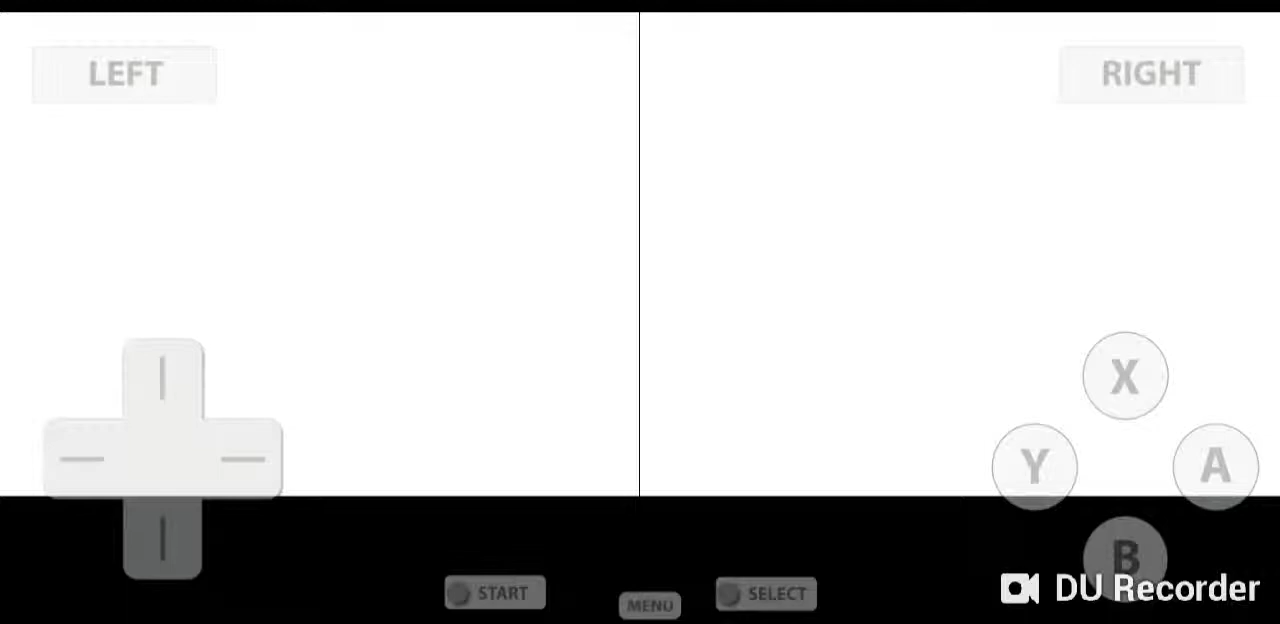 LEFT
RIGHT
X
Y
A
B
START
SELECT
MENU
DU Recorder